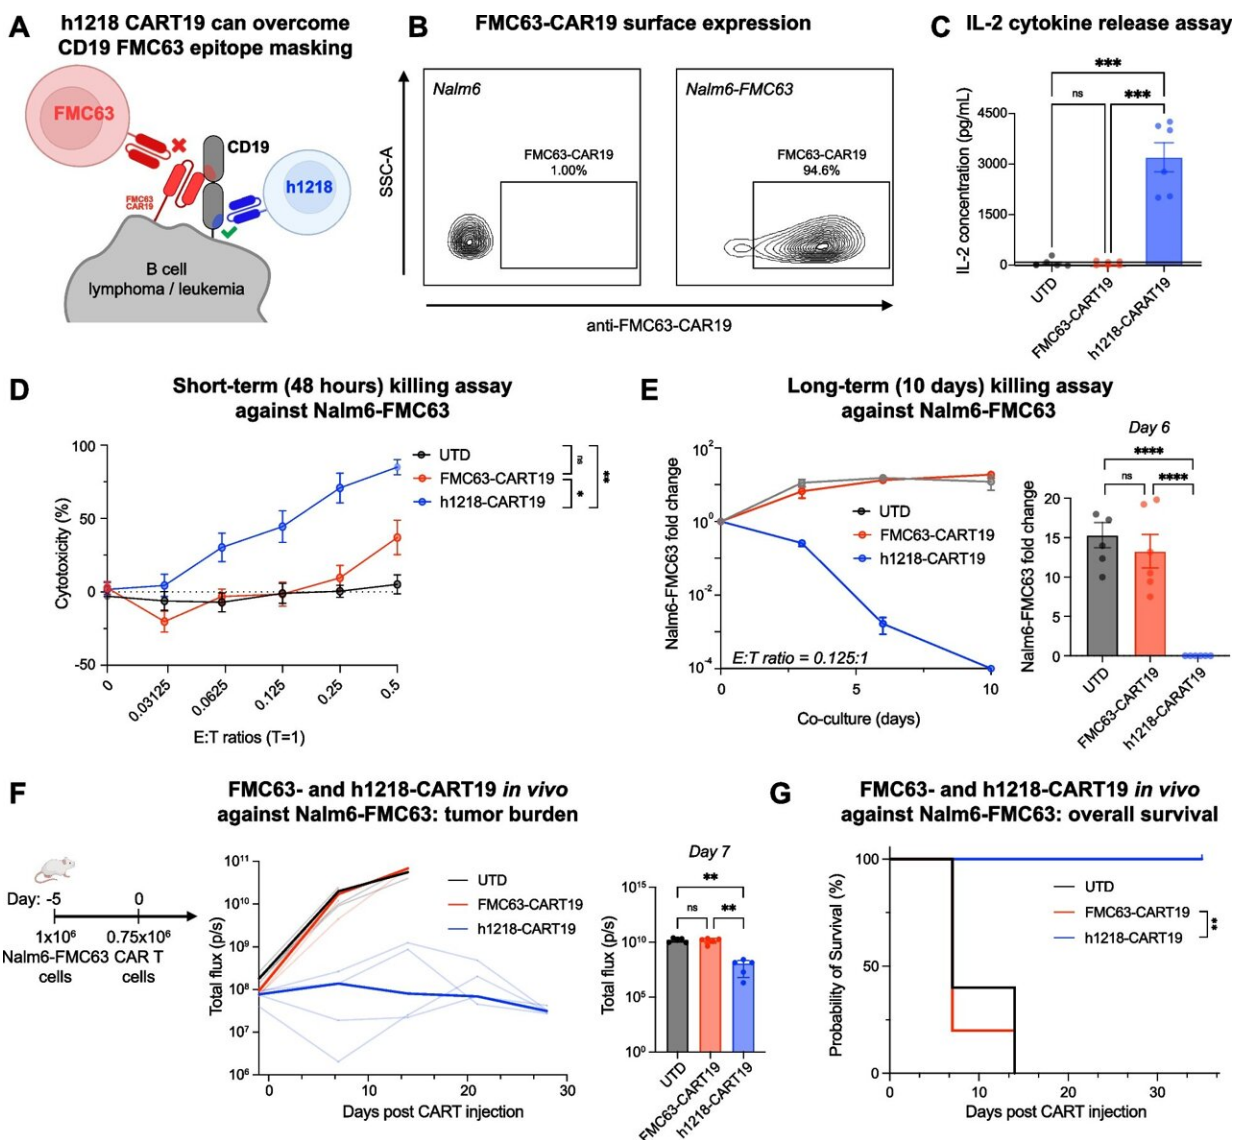 A
h1218 CART19 can overcome
CD19 FMC63 epitope masking
FMC63
CD19
h1218
FMC63
CAR19
B cell
lymphoma / leukemia
B
FMC63-CAR19 surface expression
Nalm6
FMC63-CAR19
1.00%
Nalm6-FMC63
FMC63-CAR19
94.6%
SSC-A
anti-FMC63-CAR19
C
IL-2 cytokine release assay
***
ns
***
IL-2 concentration (pg/mL)
4500
3000
1500
0
UTD
FMC63-CART19
h1218-CARAT19
D
Short-term (48 hours) killing assay
against Nalm6-FMC63
Cytotoxicity (%)
100
50
0
-50
0
0.03125
0.0625
0.125
0.25
0.5
E:T ratios (T=1)
UTD
FMC63-CART19
h1218-CART19
ns
*
**
E
Long-term (10 days) killing assay
against Nalm6-FMC63
Nalm6-FMC63 fold change
10²
10⁰
10⁻²
10⁻⁴
UTD
FMC63-CART19
h1218-CART19
E:T ratio = 0.125:1
0
5
10
Co-culture (days)
Day 6
****
ns
****
Nalm6-FMC63 fold change
20
15
10
5
0
UTD
FMC63-CART19
h1218-CARAT19
F
FMC63- and h1218-CART19 in vivo
against Nalm6-FMC63: tumor burden
Day: -5
0
1x10⁶
Nalm6-FMC63
cells
0.75x10⁶
CAR T
cells
Total flux (p/s)
10¹¹
10¹⁰
10⁹
10⁸
10⁷
10⁶
UTD
FMC63-CART19
h1218-CART19
0
10
20
30
Days post CART injection
Day 7
**
ns
**
Total flux (p/s)
10¹⁵
10¹⁰
10⁵
10⁰
UTD
FMC63-CART19
h1218-CART19
G
FMC63- and h1218-CART19 in vivo
against Nalm6-FMC63: overall survival
Probability of Survival (%)
100
50
0
UTD
FMC63-CART19
h1218-CART19
**
0
10
20
30
Days post CART injection